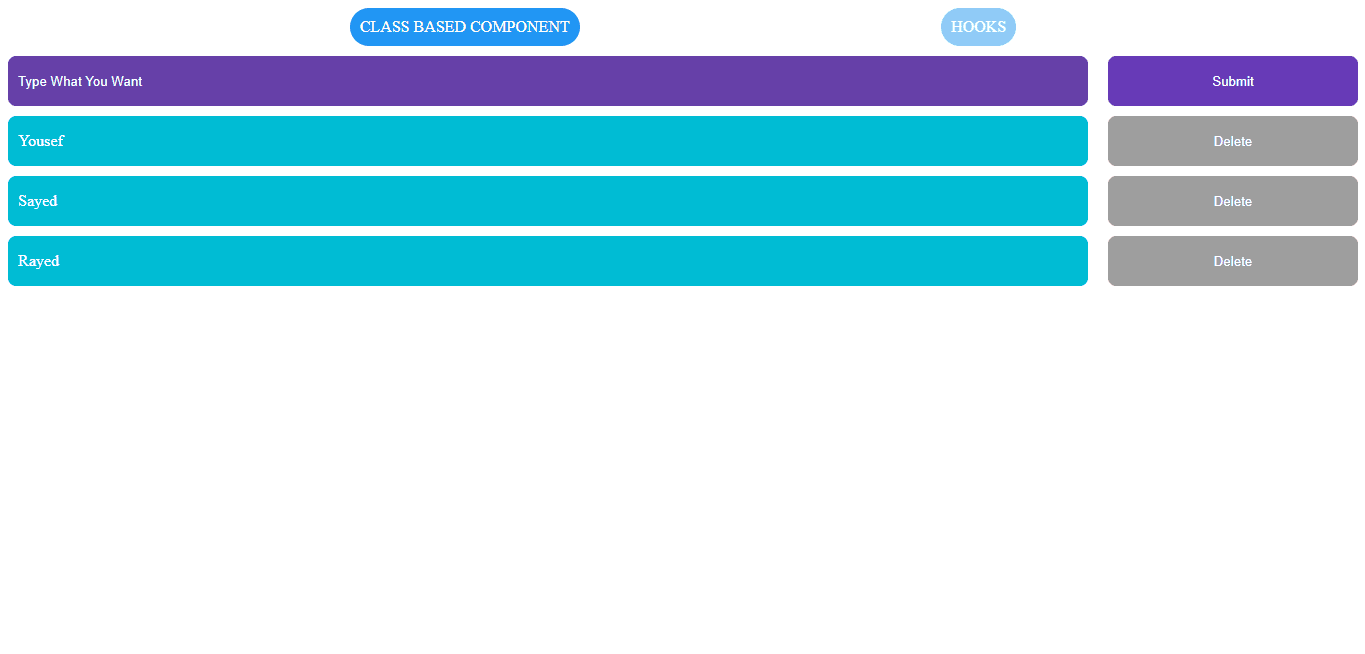 CLASS BASED COMPONENT HOOKS
Type What You Want Submit
Yousef Delete
Sayed Delete
Rayed Delete